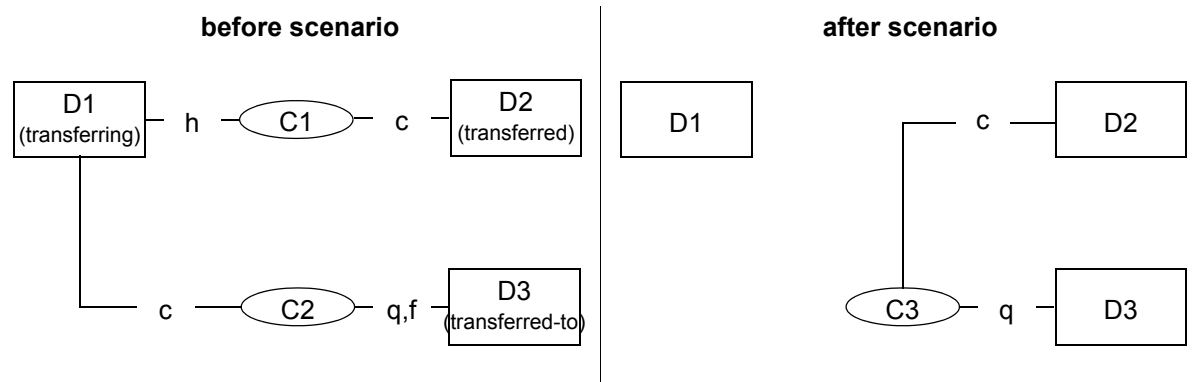 before scenario
after scenario
D1
(transferring)
h
C1
c
D2
(transferred)
c
C2
q,f
D3
(transferred-to)
D1
c
D2
C3
q
D3